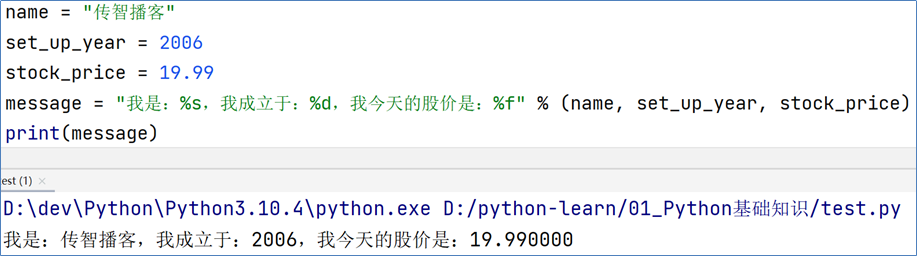 name = "传智播客"
set_up_year = 2006
stock_price = 19.99
message = "我是：%s，我成立于：%d，我今天的股价是：%f" % (name, set_up_year, stock_price)
print(message)
est (1) ×
D:\dev\Python\Python3.10.4\python.exe D:/python-learn/01_Python基础知识/test.py
我是：传智播客，我成立于：2006，我今天的股价是：19.990000